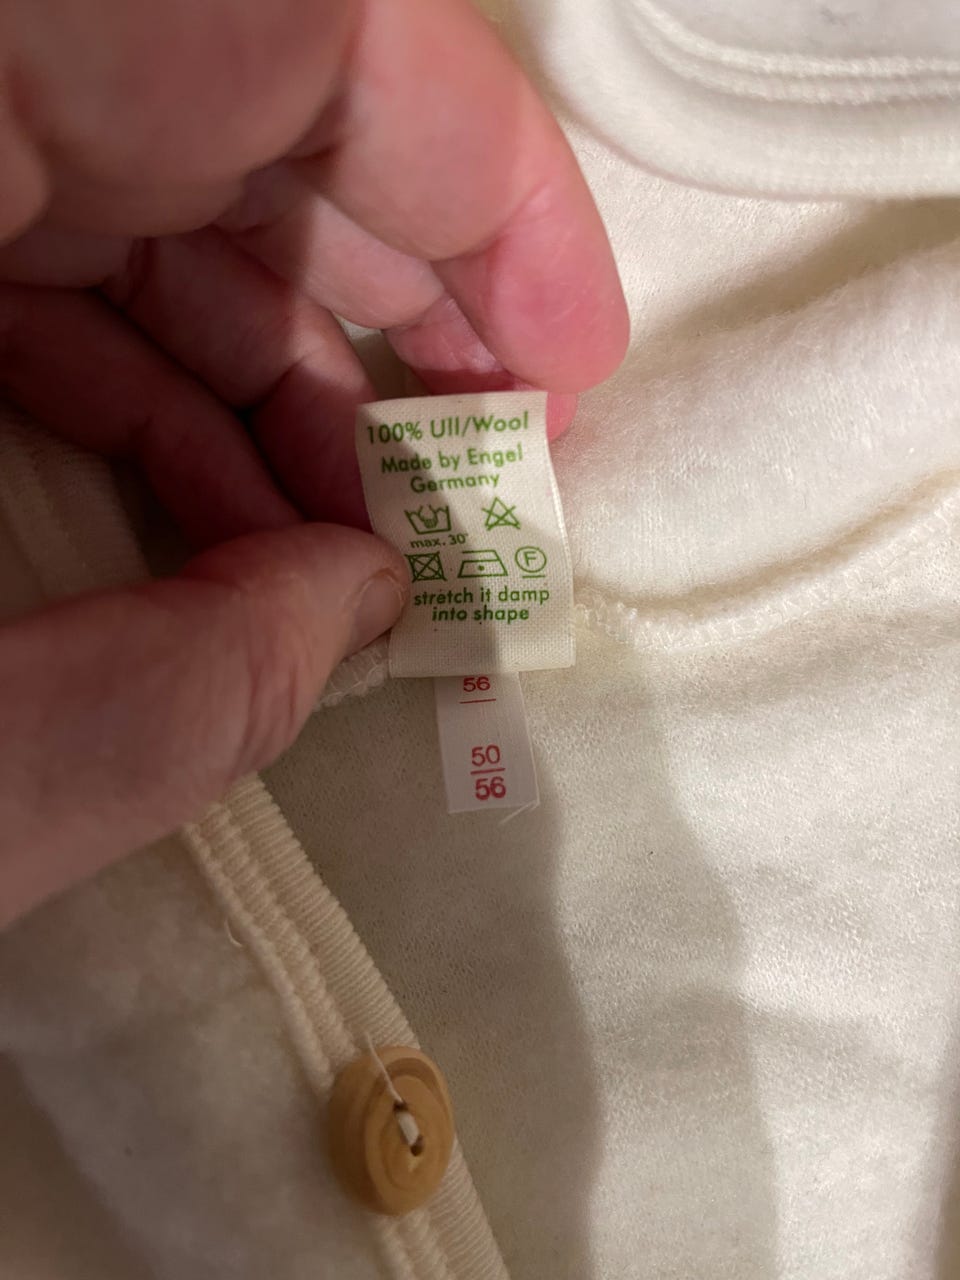 100% Ull/Wool
Made by Engel
Germany
max. 30°
F
stretch it damp
into shape
56
50
56